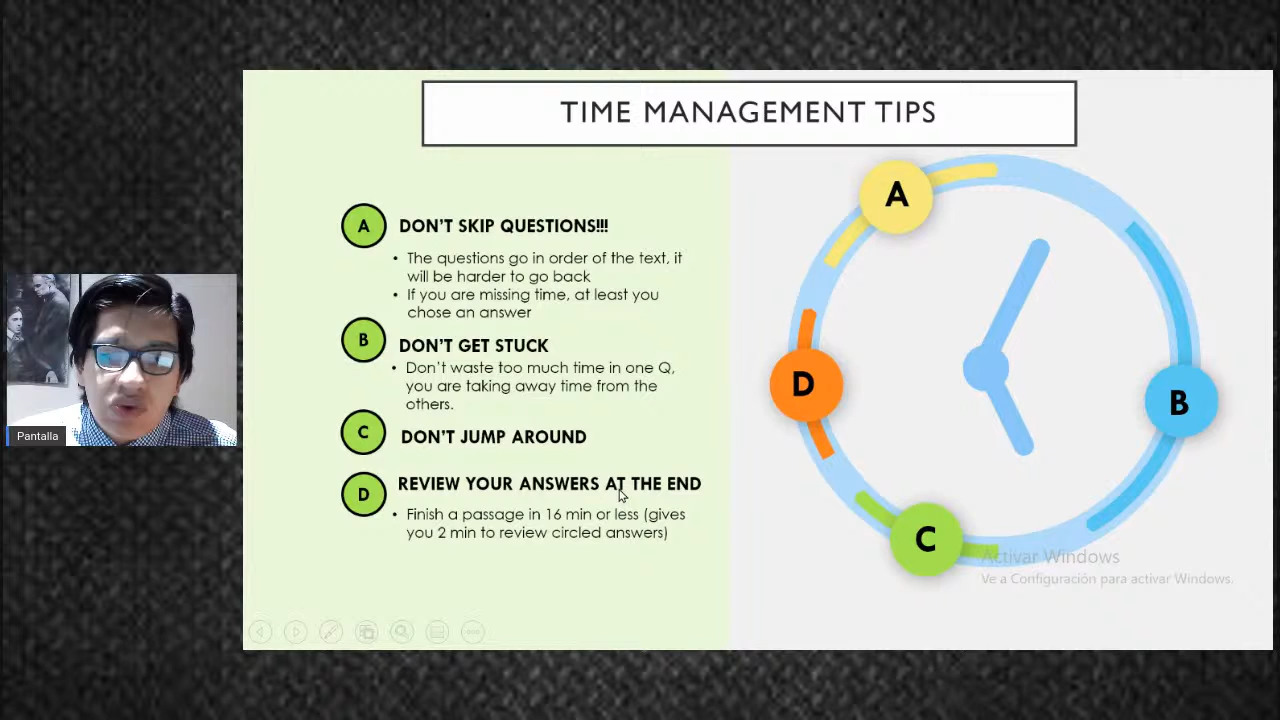 TIME MANAGEMENT TIPS
A DON'T SKIP QUESTIONS!!!
• The questions go in order of the text, it
will be harder to go back
• If you are missing time, at least you
chose an answer
B DON'T GET STUCK
• Don't waste too much time in one Q,
you are taking away time from the
others.
C DON'T JUMP AROUND
D REVIEW YOUR ANSWERS AT THE END
• Finish a passage in 16 min or less (gives
you 2 min to review circled answers)
A
B
C
D
Activar Windows
Ve a Configuración para activar Windows.
Pantalla